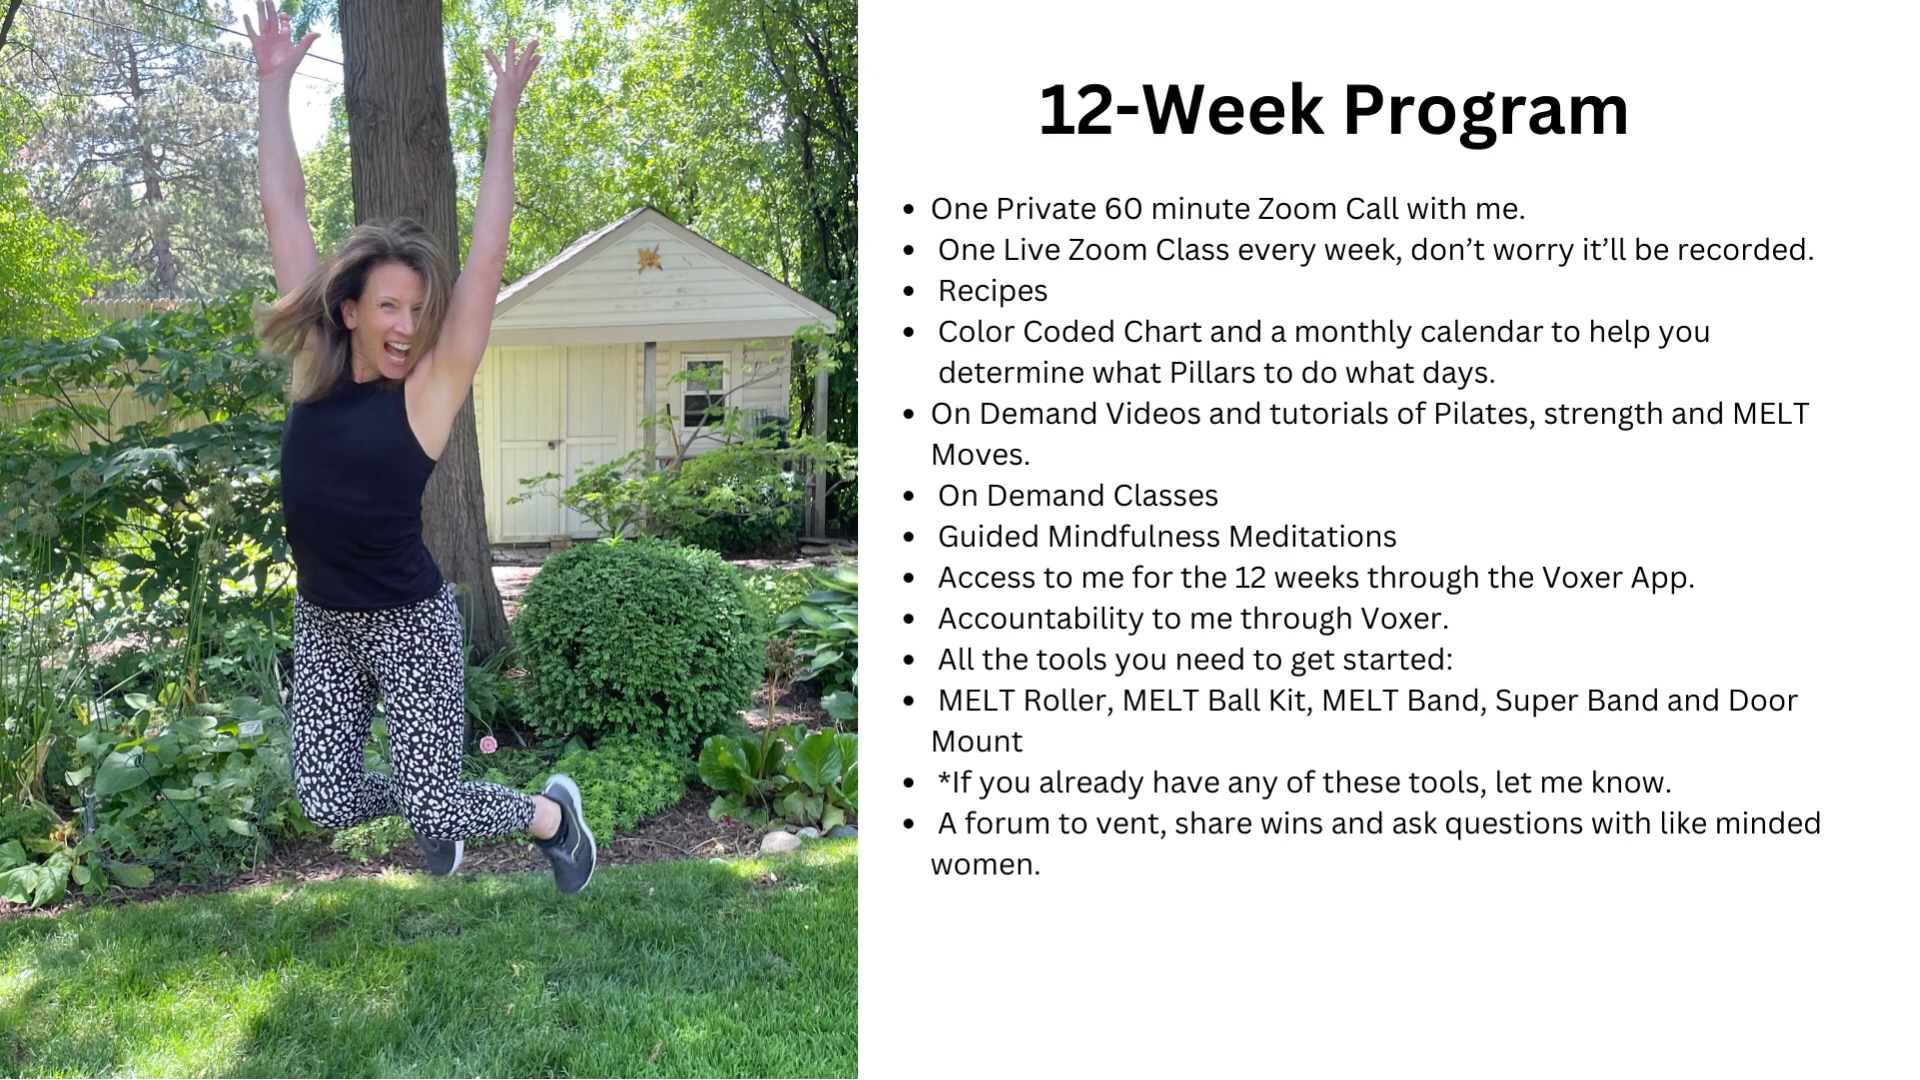 12-Week Program
• One Private 60 minute Zoom Call with me.
• One Live Zoom Class every week, don’t worry it’ll be recorded.
• Recipes
• Color Coded Chart and a monthly calendar to help you
determine what Pillars to do what days.
• On Demand Videos and tutorials of Pilates, strength and MELT
Moves.
• On Demand Classes
• Guided Mindfulness Meditations
• Access to me for the 12 weeks through the Voxer App.
• Accountability to me through Voxer.
• All the tools you need to get started:
• MELT Roller, MELT Ball Kit, MELT Band, Super Band and Door
Mount
• *If you already have any of these tools, let me know.
• A forum to vent, share wins and ask questions with like minded
women.